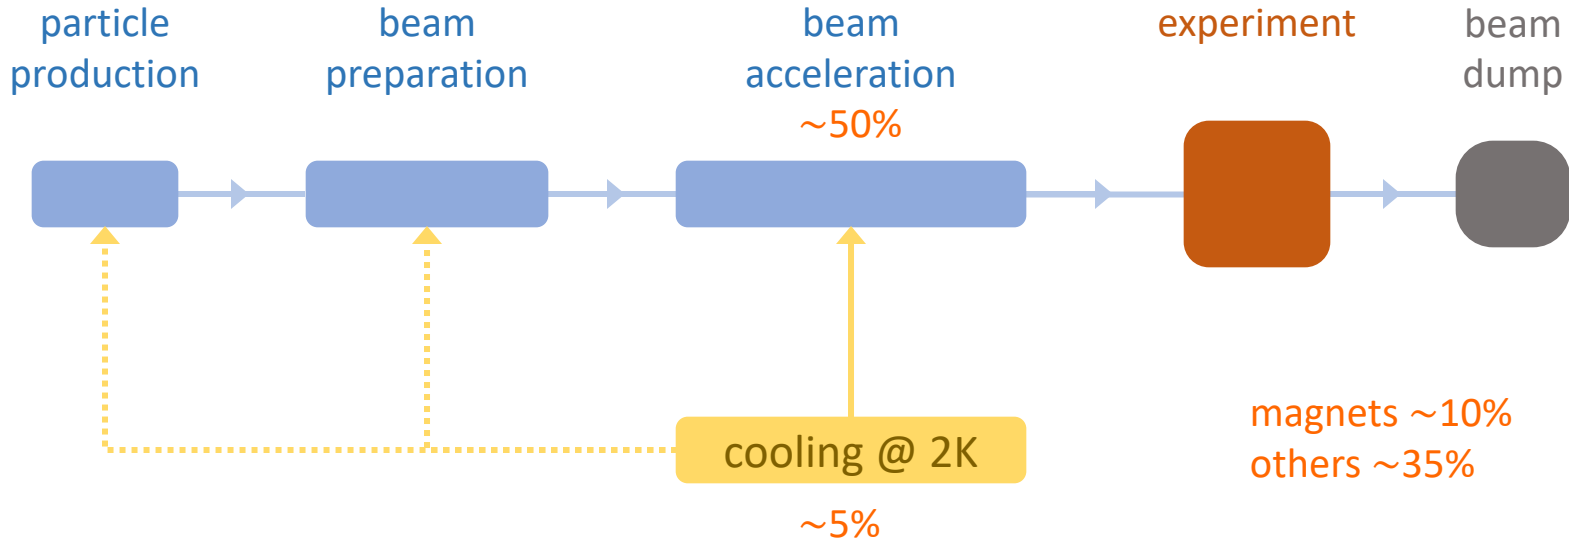 particle
production
beam
preparation
beam
acceleration
~50%
experiment
beam
dump
cooling @ 2K
~5%
magnets ~10%
others ~35%